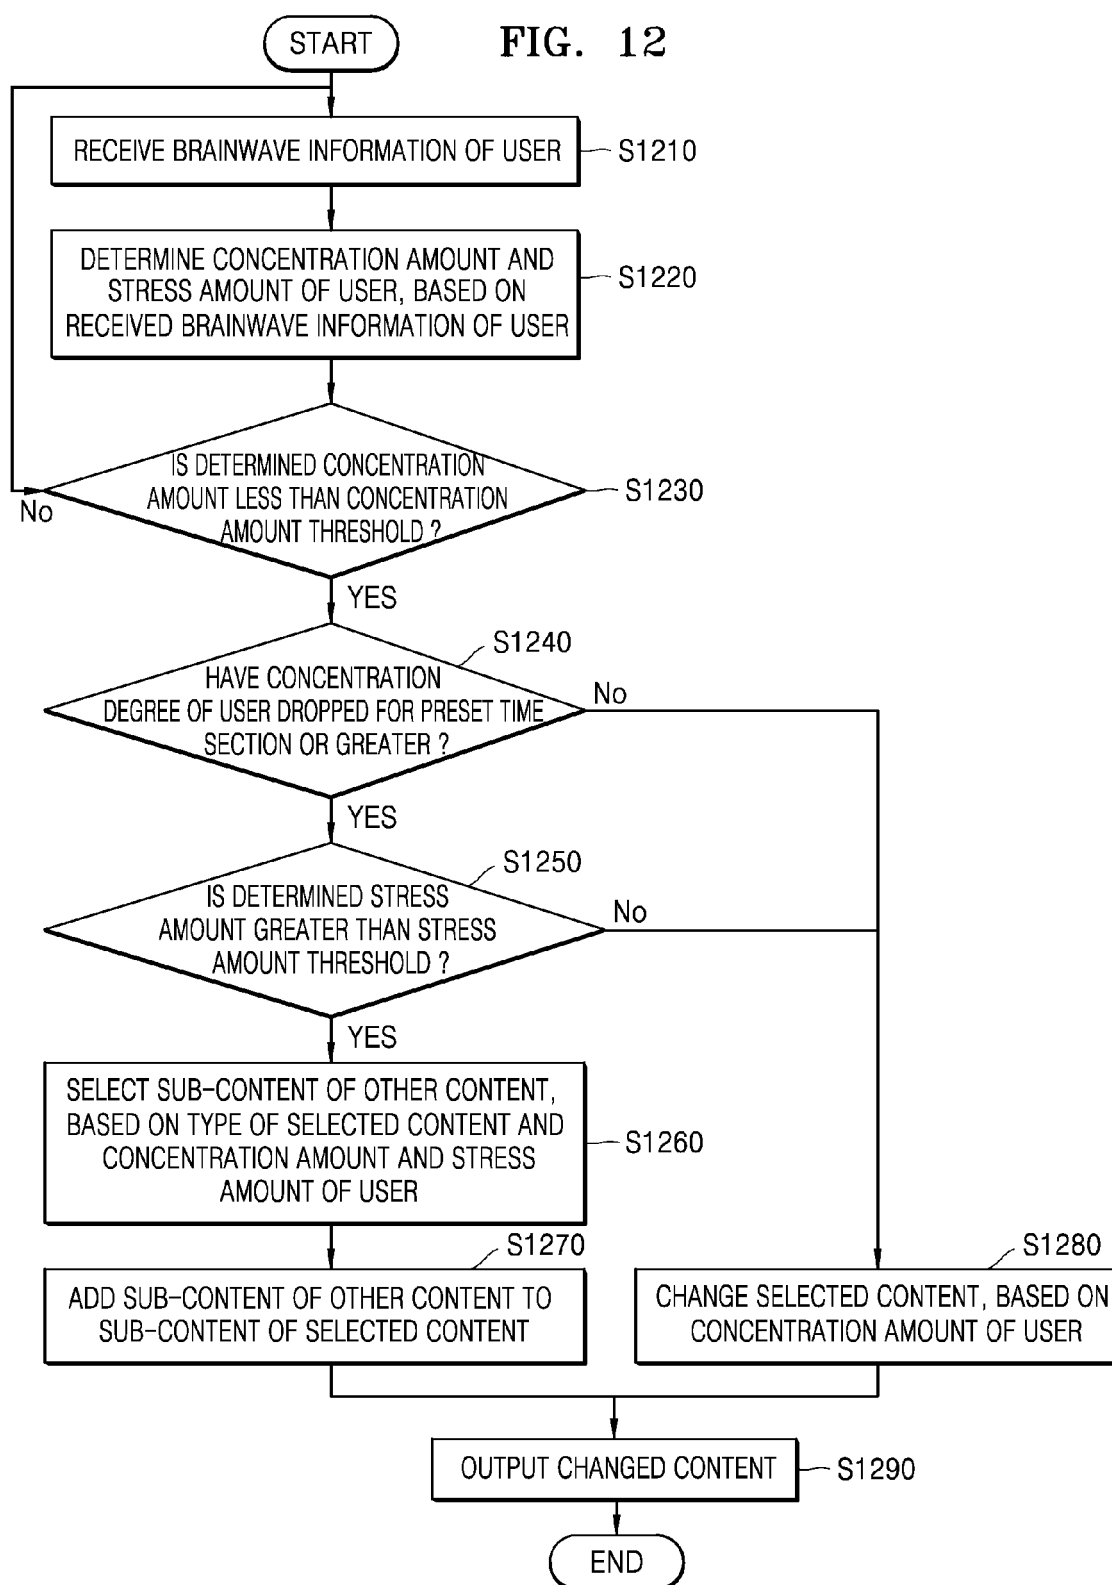 START
FIG. 12
RECEIVE BRAINWAVE INFORMATION OF USER
S1210
DETERMINE CONCENTRATION AMOUNT AND
STRESS AMOUNT OF USER, BASED ON
RECEIVED BRAINWAVE INFORMATION OF USER
S1220
IS DETERMINED CONCENTRATION
AMOUNT LESS THAN CONCENTRATION
AMOUNT THRESHOLD ?
S1230
No
YES
S1240
HAVE CONCENTRATION
DEGREE OF USER DROPPED FOR PRESET TIME
SECTION OR GREATER ?
No
YES
S1250
IS DETERMINED STRESS
AMOUNT GREATER THAN STRESS
AMOUNT THRESHOLD ?
No
YES
SELECT SUB-CONTENT OF OTHER CONTENT,
BASED ON TYPE OF SELECTED CONTENT AND
CONCENTRATION AMOUNT AND STRESS
AMOUNT OF USER
S1260
S1270
ADD SUB-CONTENT OF OTHER CONTENT TO
SUB-CONTENT OF SELECTED CONTENT
S1280
CHANGE SELECTED CONTENT, BASED ON
CONCENTRATION AMOUNT OF USER
OUTPUT CHANGED CONTENT
S1290
END